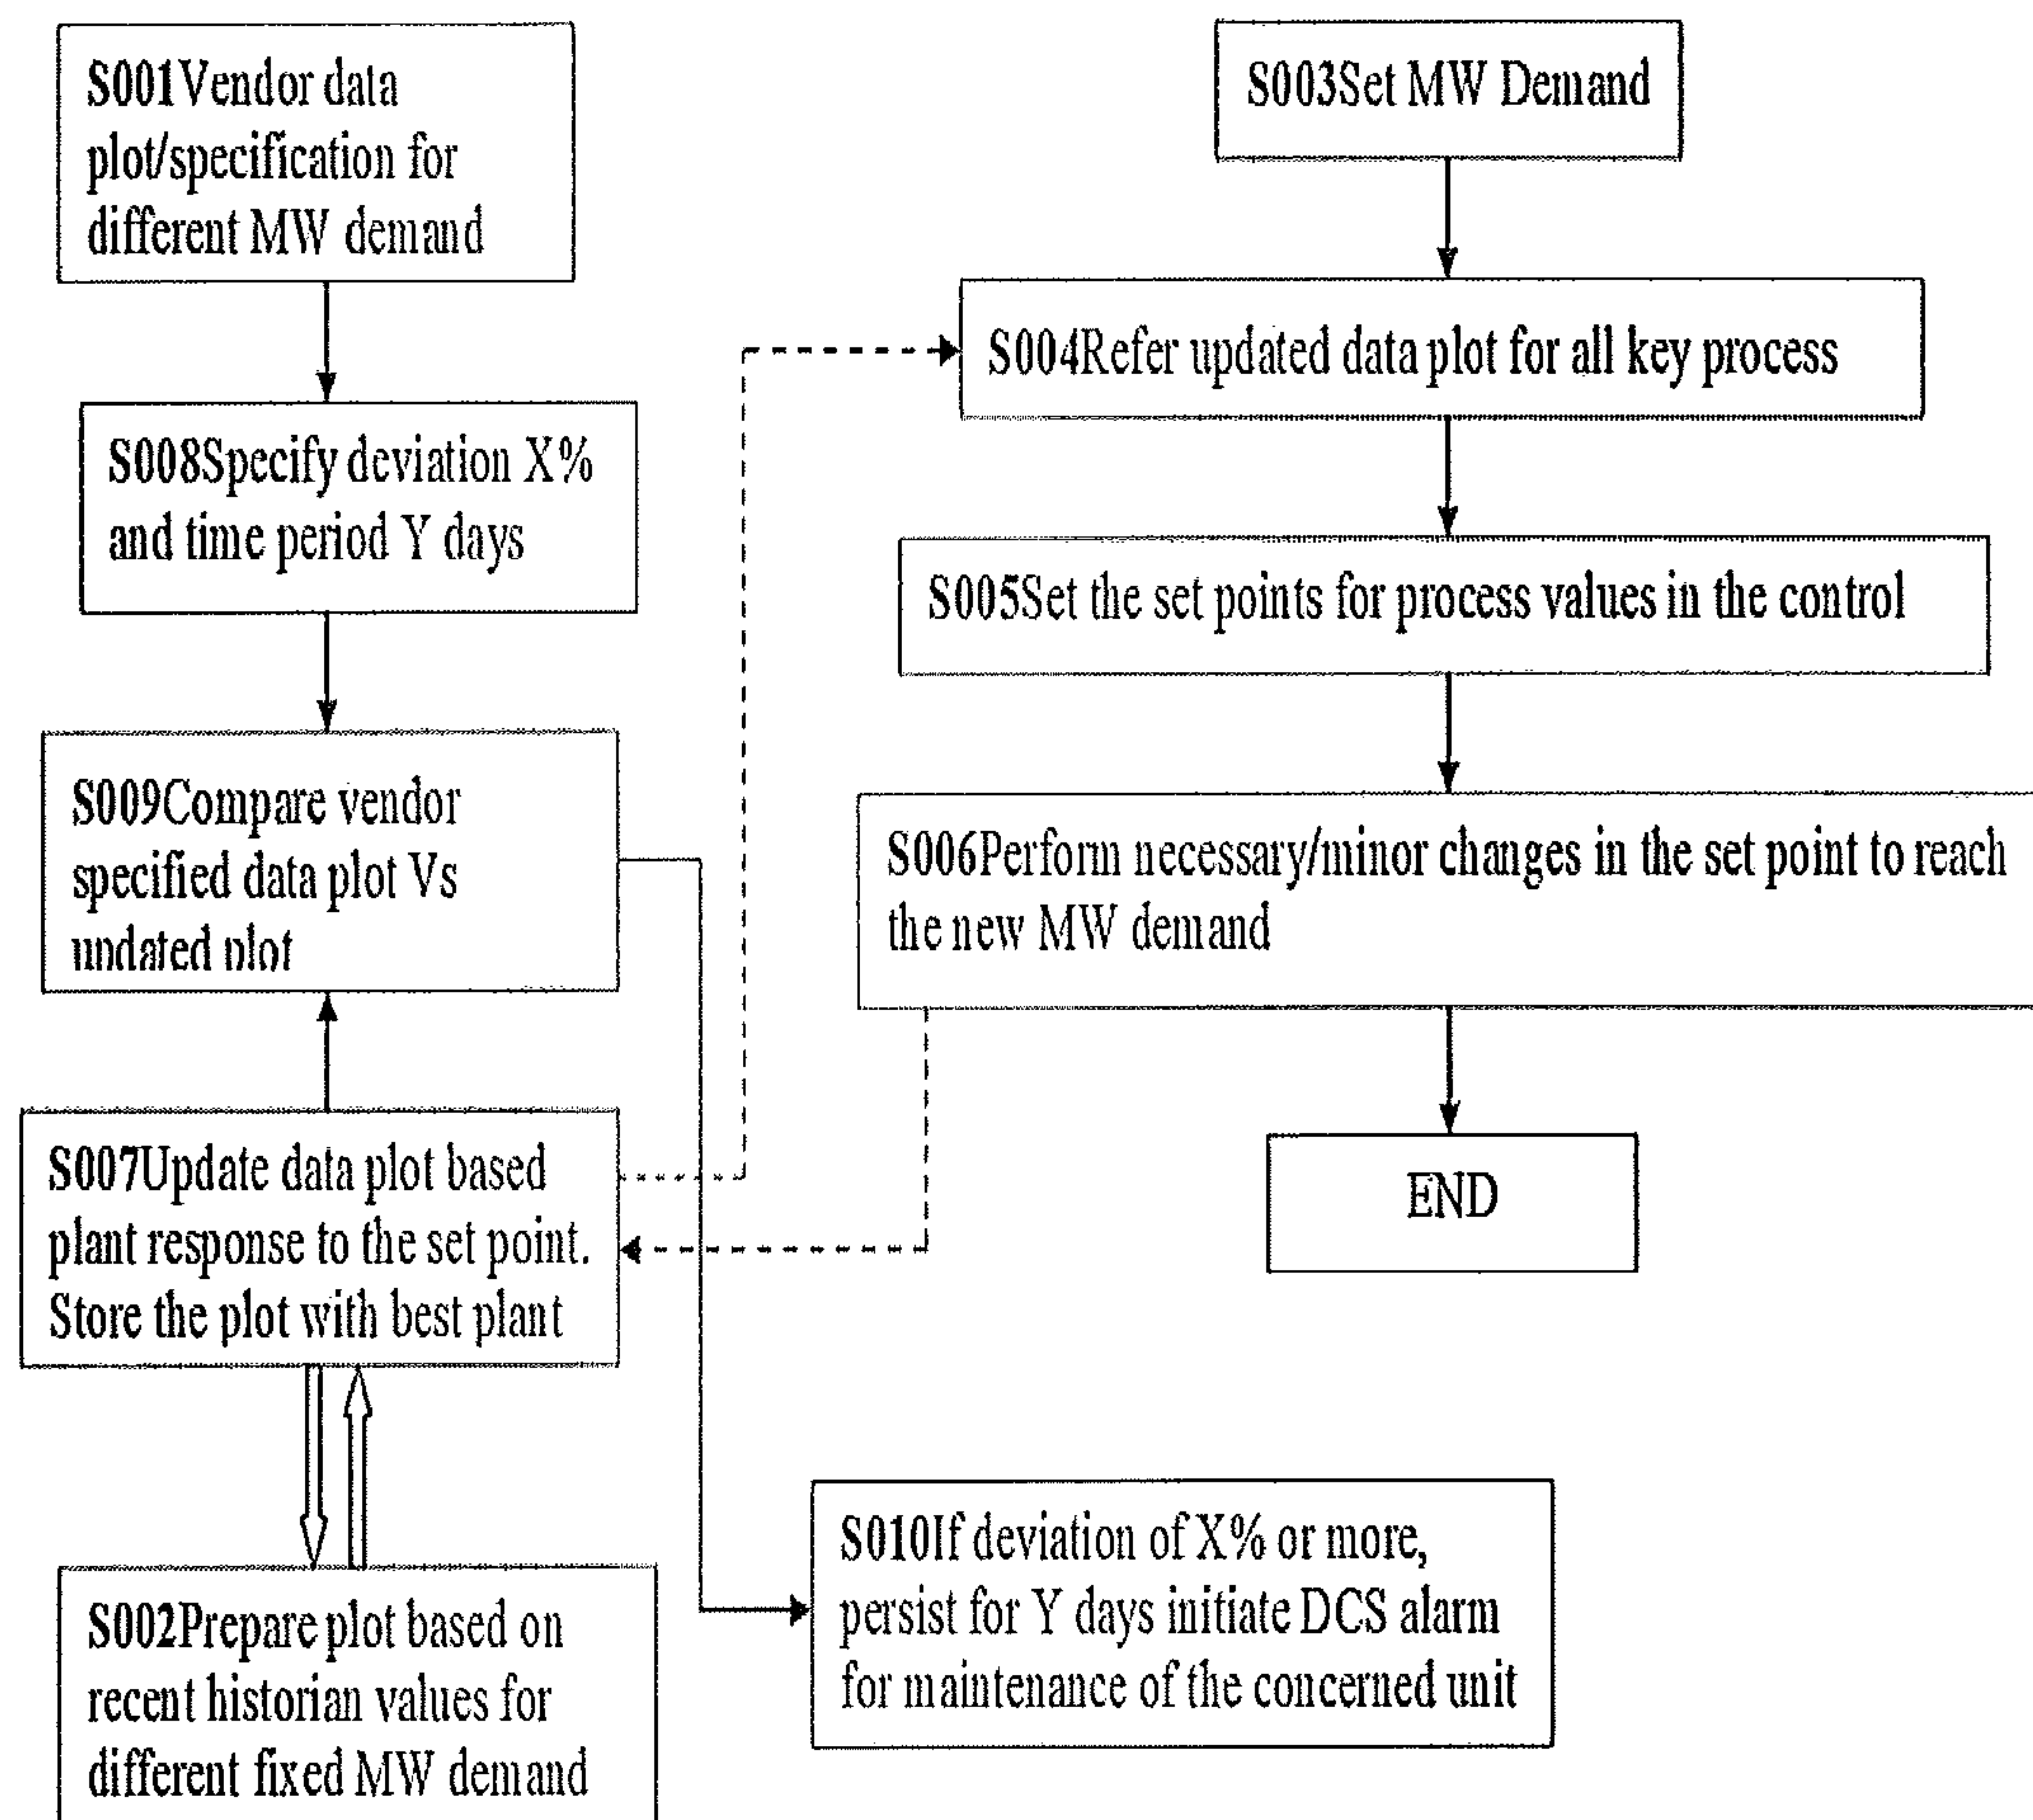 S001Vendor data
plot/specification for
different MW demand
S008Specify deviation X%
and time period Y days
S009Compare vendor
specified data plot Vs
undated plot
S007Update data plot based
plant response to the set point.
Store the plot with best plant
S002Prepare plot based on
recent historian values for
different fixed MW demand
S003Set MW Demand
S004Refer updated data plot for all key process
S005Set the set points for process values in the control
S006Perform necessary/minor changes in the set point to reach
the new MW demand
END
S010If deviation of X% or more,
persist for Y days initiate DCS alarm
for maintenance of the concerned unit